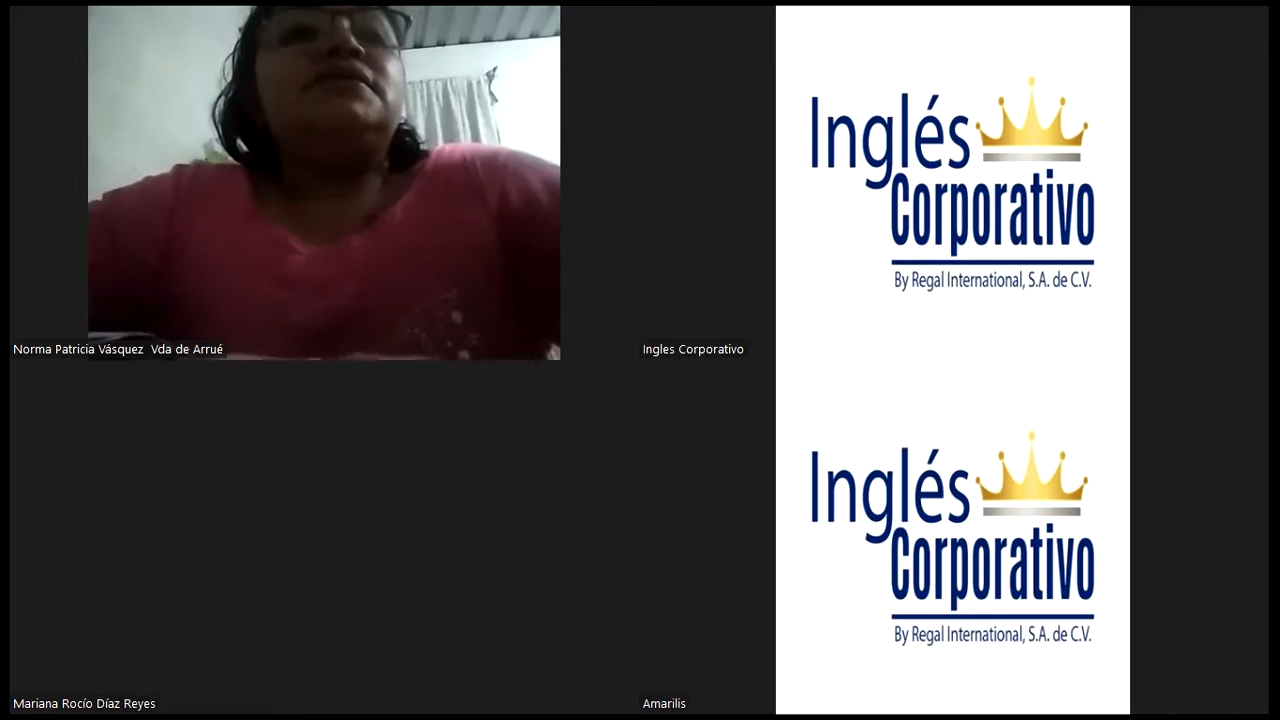 Inglés
Corporativo
By Regal International, S.A. de C.V.
Norma Patricia Vásquez  Vda de Arrué
Ingles Corporativo
Inglés
Corporativo
By Regal International, S.A. de C.V.
Mariana Rocío Díaz Reyes
Amarilis